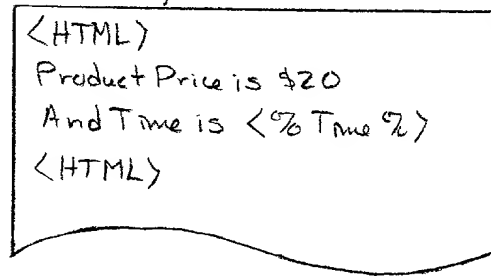 <HTML>
Product Price is $20
And Time is <% Time %>
<HTML>